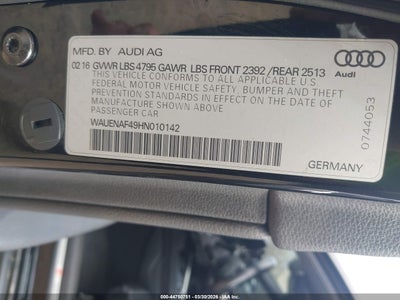 MFD. BY AUDI AG
02 16 GVWR LBS 4795 GAWR LBS FRONT 2392 / REAR 2513
THIS VEHICLE CONFORMS TO ALL APPLICABLE U.S.
FEDERAL MOTOR VEHICLE SAFETY, BUMPER AND THEFT
PREVENTION STANDARDS IN EFFECT ON THE DATE OF
MANUFACTURE SHOWN ABOVE
PASSENGER CAR
WAUENAF49HN010142
Audi
0744053
GERMANY
000-44750751 - 03/30/2026 - IAA, Inc.